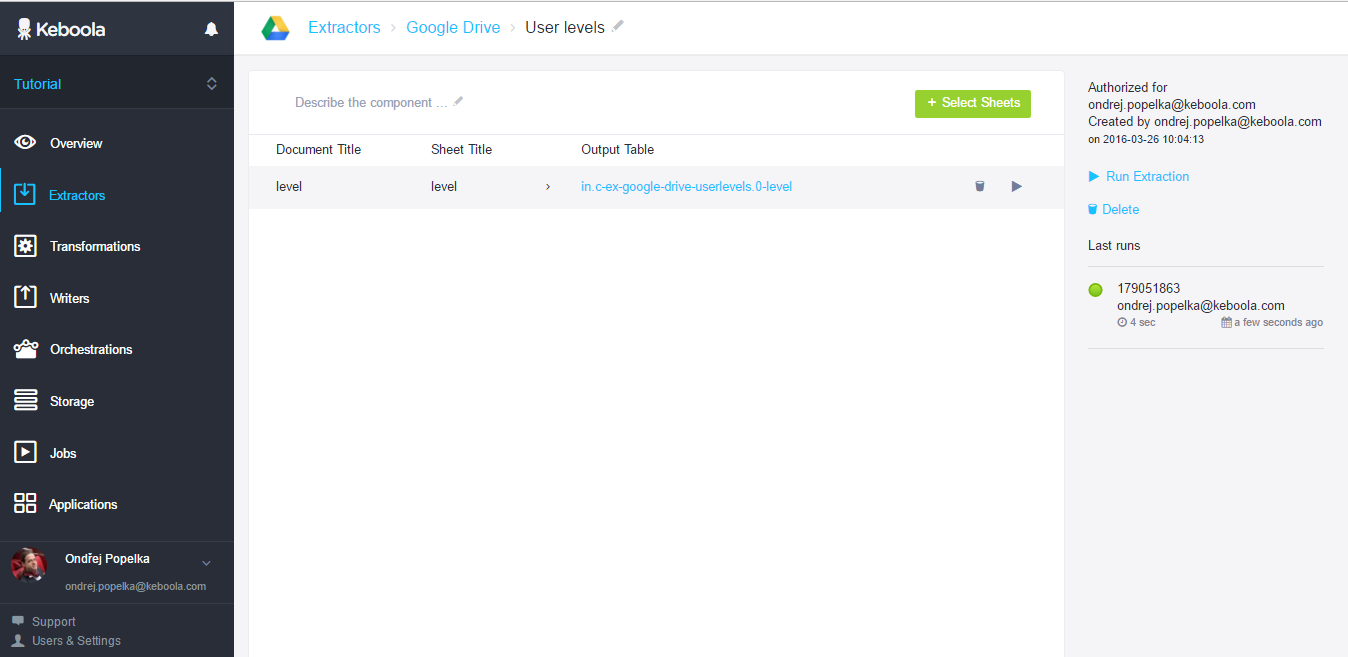 Keboola
Tutorial
Overview
Extractors
Transformations
Writers
Orchestrations
Storage
Jobs
Applications
Ondřej Popelka
ondrej.popelka@keboola.com
Support
Users & Settings
Extractors › Google Drive › User levels
Describe the component ...
+ Select Sheets
Document Title Sheet Title Output Table
level level › in.c-ex-google-drive-userlevels.0-level
Authorized for
ondrej.popelka@keboola.com
Created by ondrej.popelka@keboola.com
on 2016-03-26 10:04:13
Run Extraction
Delete
Last runs
179051863
ondrej.popelka@keboola.com
4 sec a few seconds ago